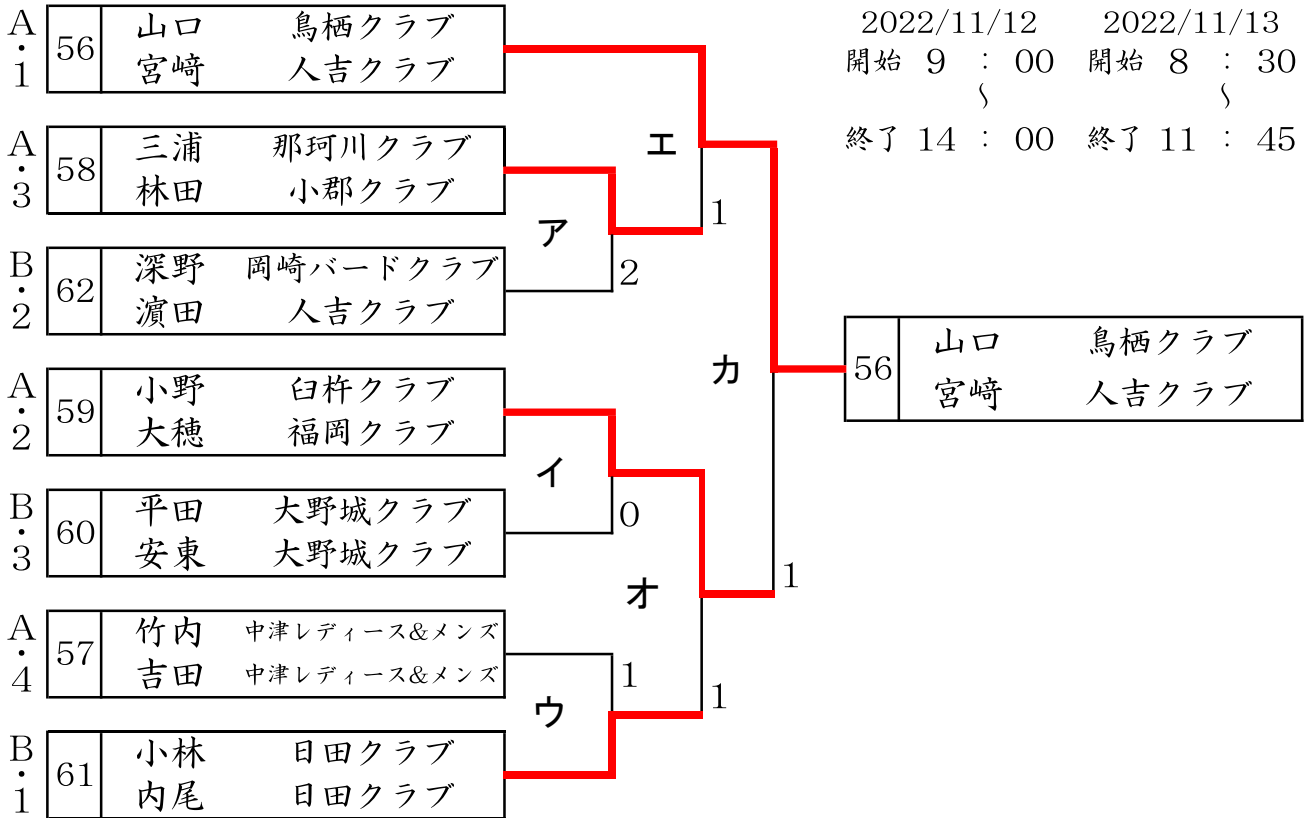 2022/11/12 2022/11/13
開始 9 : 00 開始 8 : 30
〜 〜
終了 14 : 00 終了 11 : 45
A・1 56 山口 鳥栖クラブ
宮﨑 人吉クラブ
エ
A・3 58 三浦 那珂川クラブ
林田 小郡クラブ
1
ア
2
B・2 62 深野 岡崎バードクラブ
濵田 人吉クラブ
カ
56 山口 鳥栖クラブ
宮﨑 人吉クラブ
A・2 59 小野 臼杵クラブ
大穂 福岡クラブ
イ
0
B・3 60 平田 大野城クラブ
安東 大野城クラブ
1
オ
A・4 57 竹内 中津レディース&メンズ
吉田 中津レディース&メンズ
1
1
ウ
B・1 61 小林 日田クラブ
内尾 日田クラブ